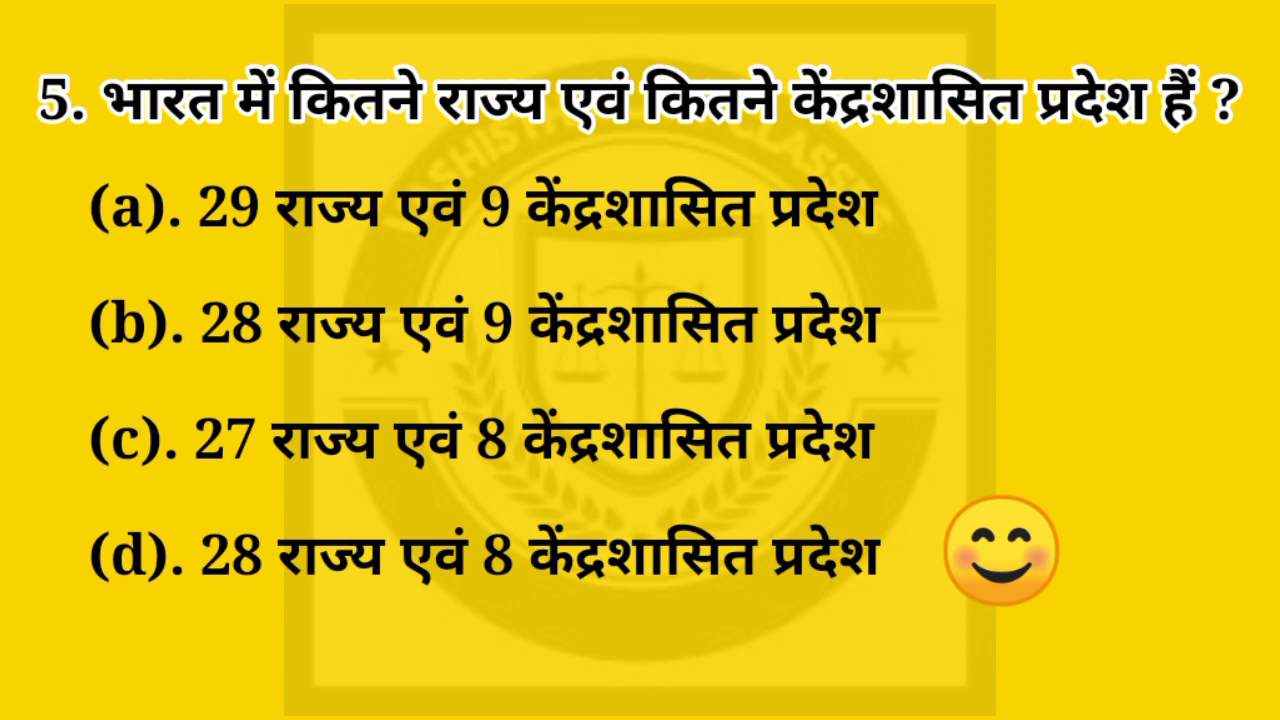 5. भारत में कितने राज्य एवं कितने केंद्रशासित प्रदेश हैं ?
(a). 29 राज्य एवं 9 केंद्रशासित प्रदेश
(b). 28 राज्य एवं 9 केंद्रशासित प्रदेश
(c). 27 राज्य एवं 8 केंद्रशासित प्रदेश
(d). 28 राज्य एवं 8 केंद्रशासित प्रदेश